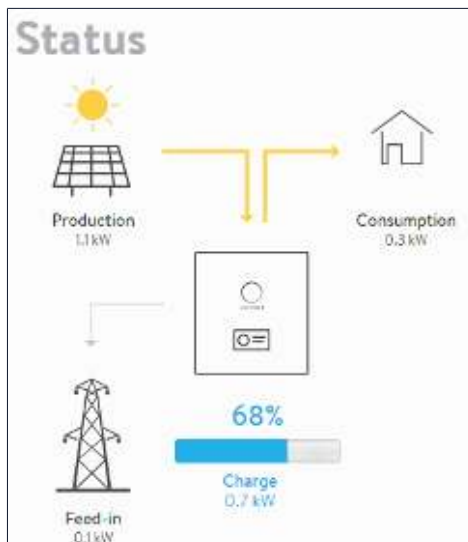 Status
Production
1.1 kW
Consumption
0.3 kW
68%
Charge
0.7 kW
Feed-in
0.1 kW